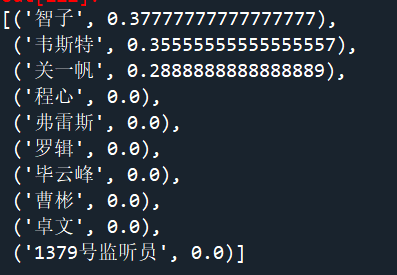 [('智子', 0.37777777777777777),
('韦斯特', 0.35555555555555557),
('关一帆', 0.2888888888888889),
('程心', 0.0),
('弗雷斯', 0.0),
('罗辑', 0.0),
('毕云峰', 0.0),
('曹彬', 0.0),
('卓文', 0.0),
('1379号监听员', 0.0)]